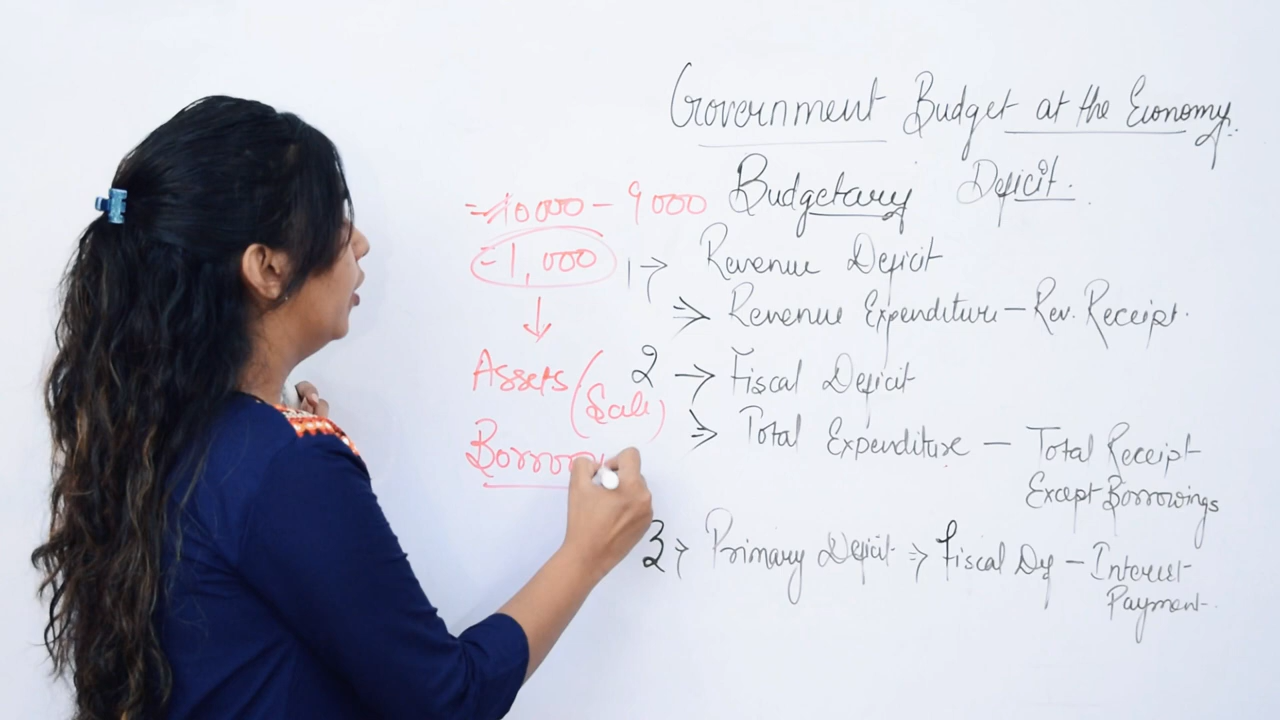 Government Budget at the Economy.
Budgetary Deficit.
1 → Revenue Deficit
⇒ Revenue Expenditure – Rev. Receipt.
2 → Fiscal Deficit
⇒ Total Expenditure – Total Receipt
Except Borrowings
3 → Primary Deficit ⇒ Fiscal Def – Interest
Payment.
= 10000 – 9000
= 1,000
↓
Assets (Sale)